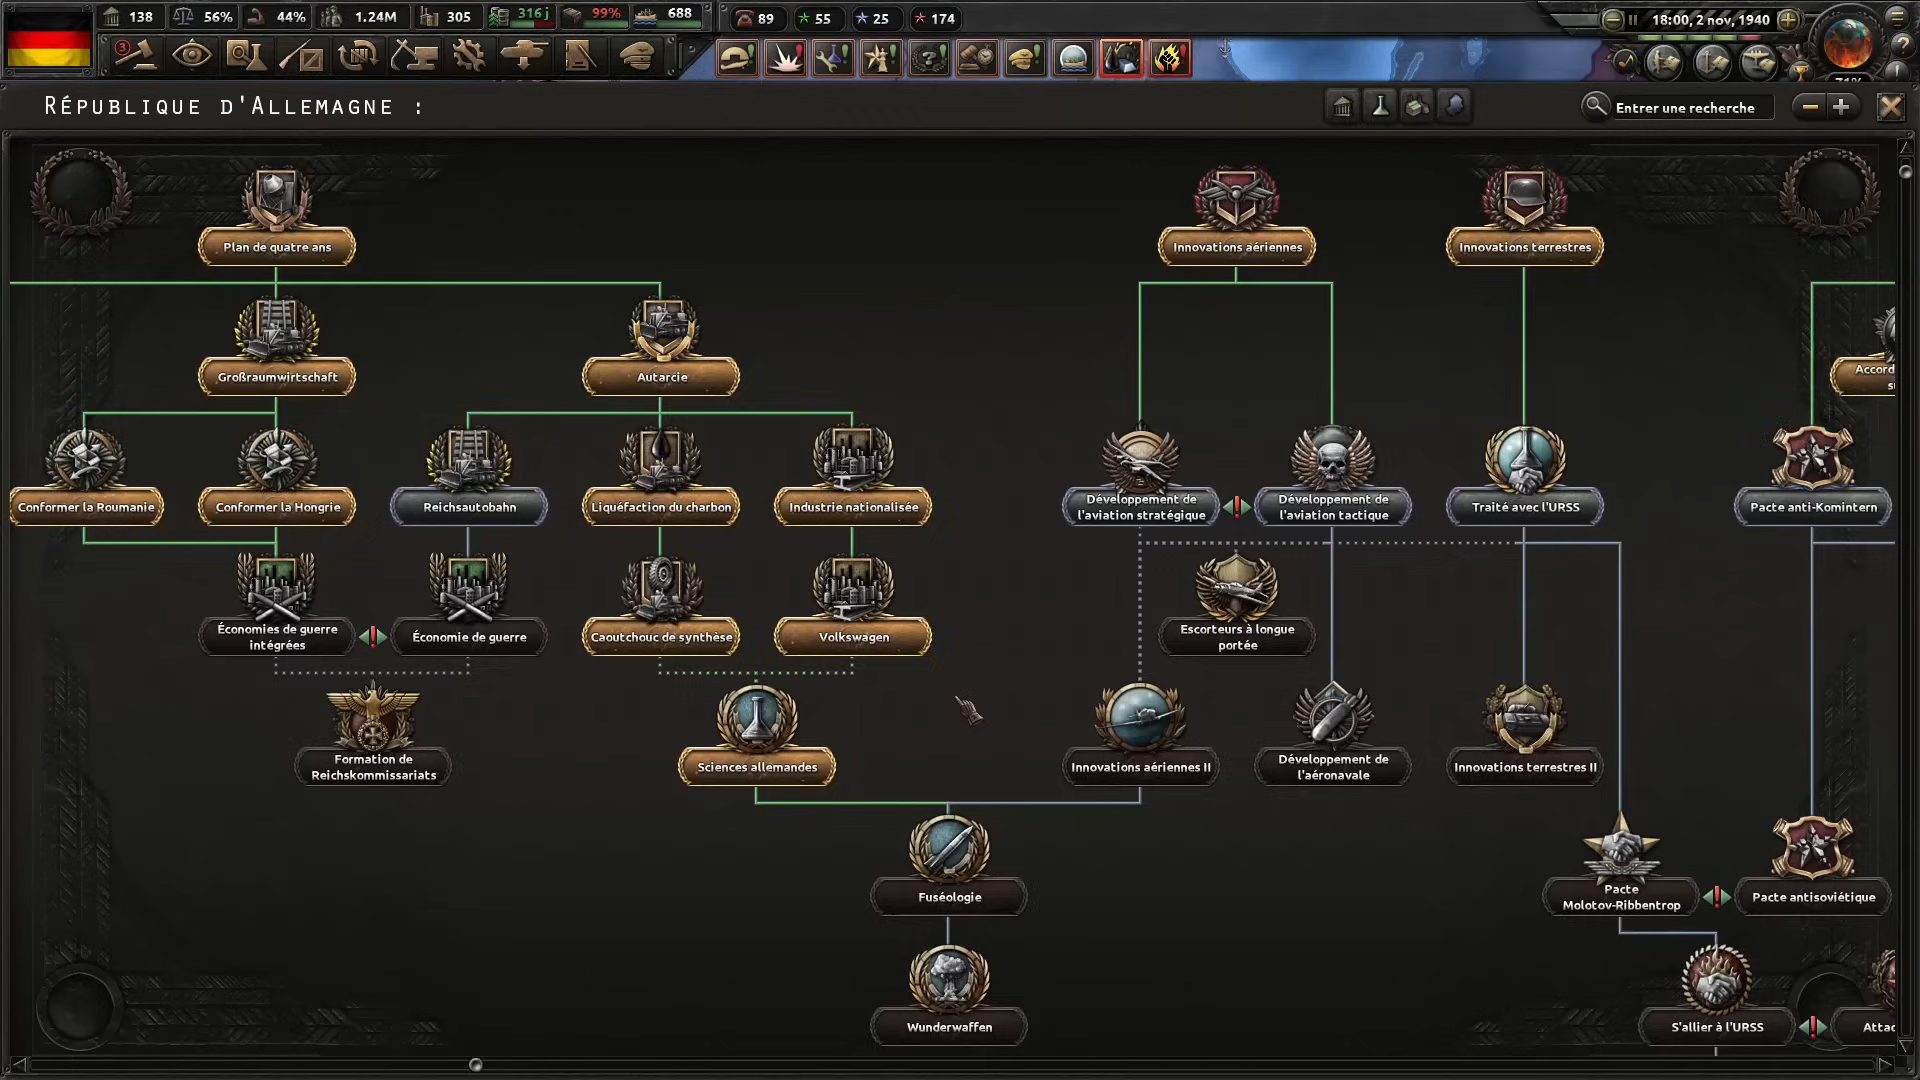 138
56%
44%
1.24M
305
316j
99%
688
89
55
25
174
18:00, 2 nov, 1940
3
République d'Allemagne :
Entrer une recherche
Plan de quatre ans
Innovations aériennes
Innovations terrestres
Großraumwirtschaft
Autarcie
Accord
su
Conformer la Roumanie
Conformer la Hongrie
Reichsautobahn
Liquéfaction du charbon
Industrie nationalisée
Développement de
l'aviation stratégique
Développement de
l'aviation tactique
Traité avec l'URSS
Pacte anti-Komintern
Économies de guerre
intégrées
Économie de guerre
Caoutchouc de synthèse
Volkswagen
Escorteurs à longue
portée
Formation de
Reichskommissariats
Sciences allemandes
Innovations aériennes II
Développement de
l'aéronavale
Innovations terrestres II
Fuséologie
Pacte
Molotov-Ribbentrop
Pacte antisoviétique
Wunderwaffen
S'allier à l'URSS
Attac